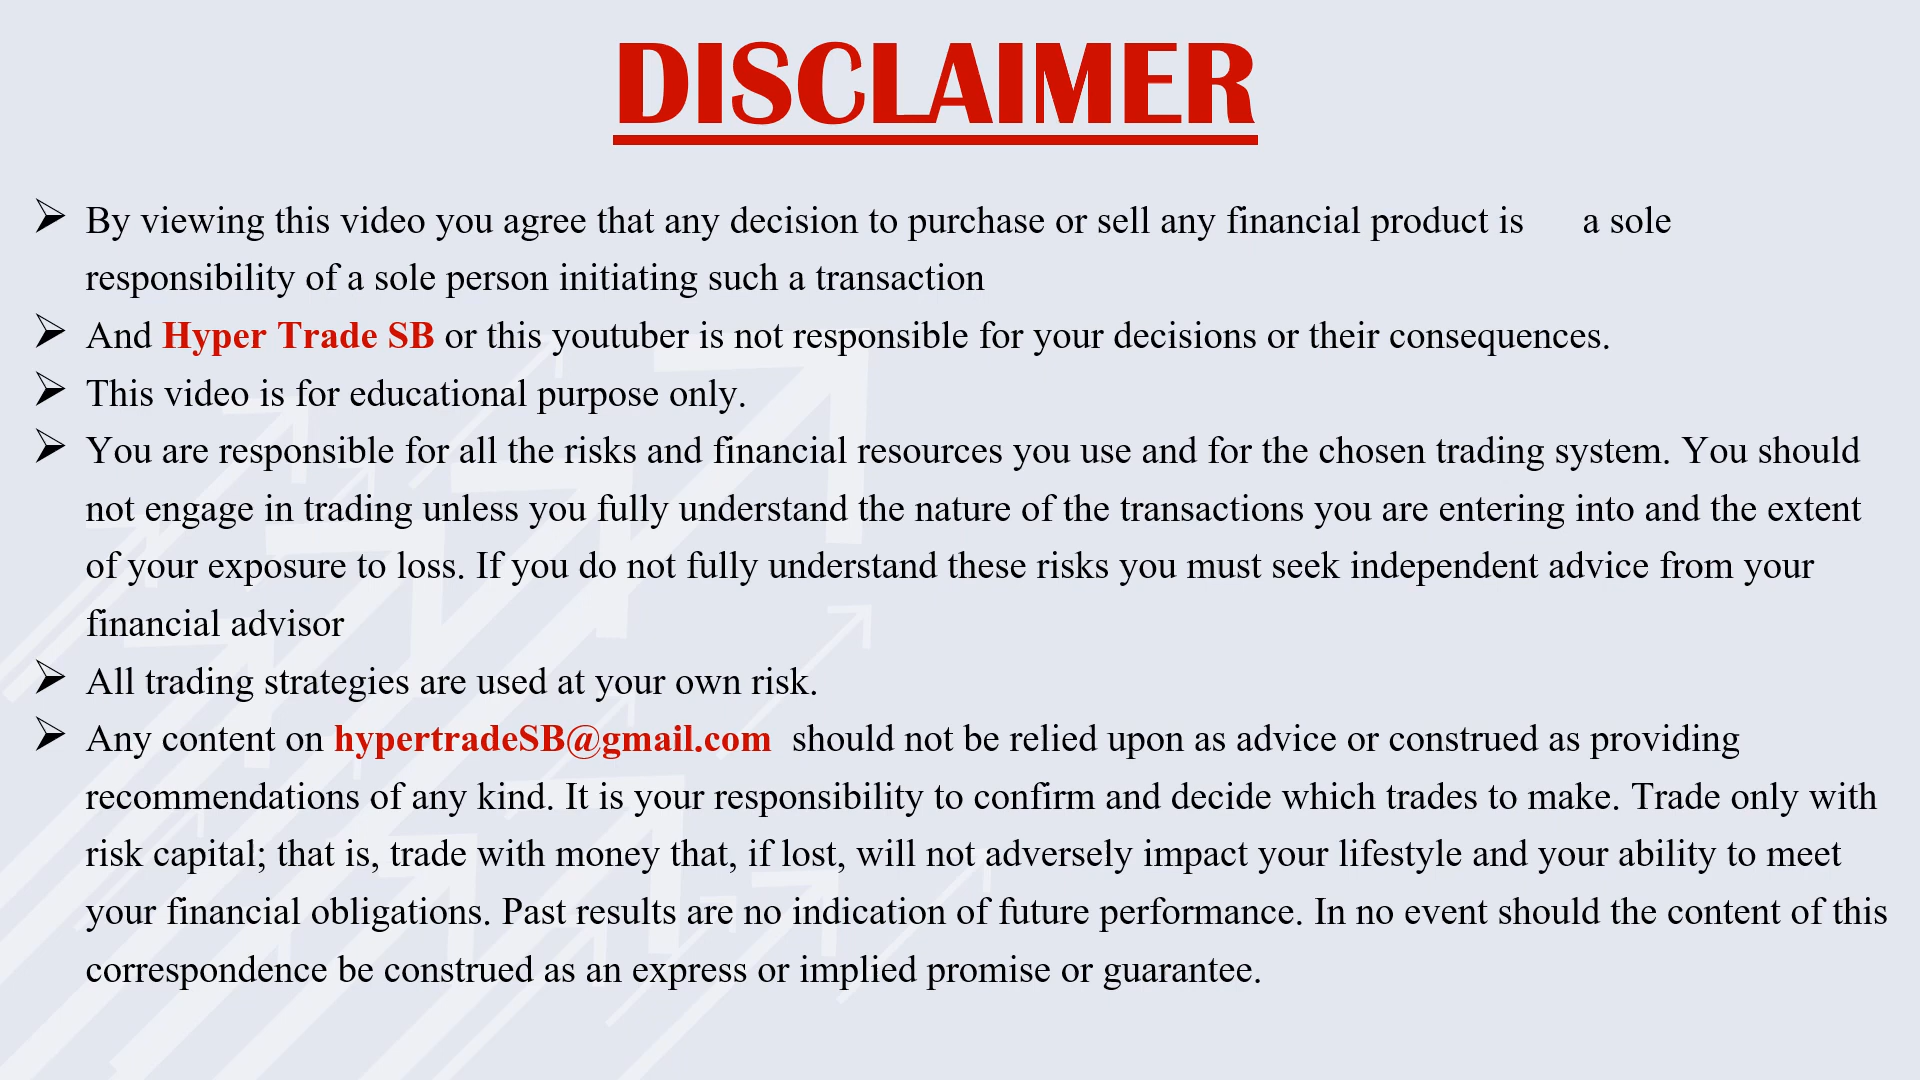 DISCLAIMER
➢ By viewing this video you agree that any decision to purchase or sell any financial product is a sole
responsibility of a sole person initiating such a transaction
➢ And Hyper Trade SB or this youtuber is not responsible for your decisions or their consequences.
➢ This video is for educational purpose only.
➢ You are responsible for all the risks and financial resources you use and for the chosen trading system. You should
not engage in trading unless you fully understand the nature of the transactions you are entering into and the extent
of your exposure to loss. If you do not fully understand these risks you must seek independent advice from your
financial advisor
➢ All trading strategies are used at your own risk.
➢ Any content on hypertradeSB@gmail.com should not be relied upon as advice or construed as providing
recommendations of any kind. It is your responsibility to confirm and decide which trades to make. Trade only with
risk capital; that is, trade with money that, if lost, will not adversely impact your lifestyle and your ability to meet
your financial obligations. Past results are no indication of future performance. In no event should the content of this
correspondence be construed as an express or implied promise or guarantee.